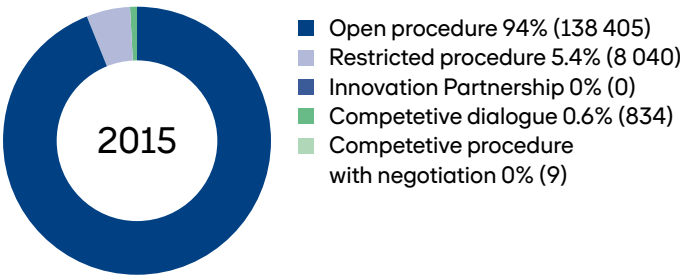 2015
Open procedure 94% (138 405)
Restricted procedure 5.4% (8 040)
Innovation Partnership 0% (0)
Competetive dialogue 0.6% (834)
Competetive procedure
with negotiation 0% (9)